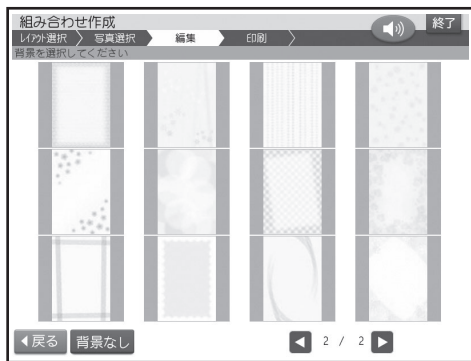 組み合わせ作成
終了
ﾚｲｱｳﾄ選択 写真選択 編集 印刷
背景を選択してください
戻る 背景なし 2 / 2